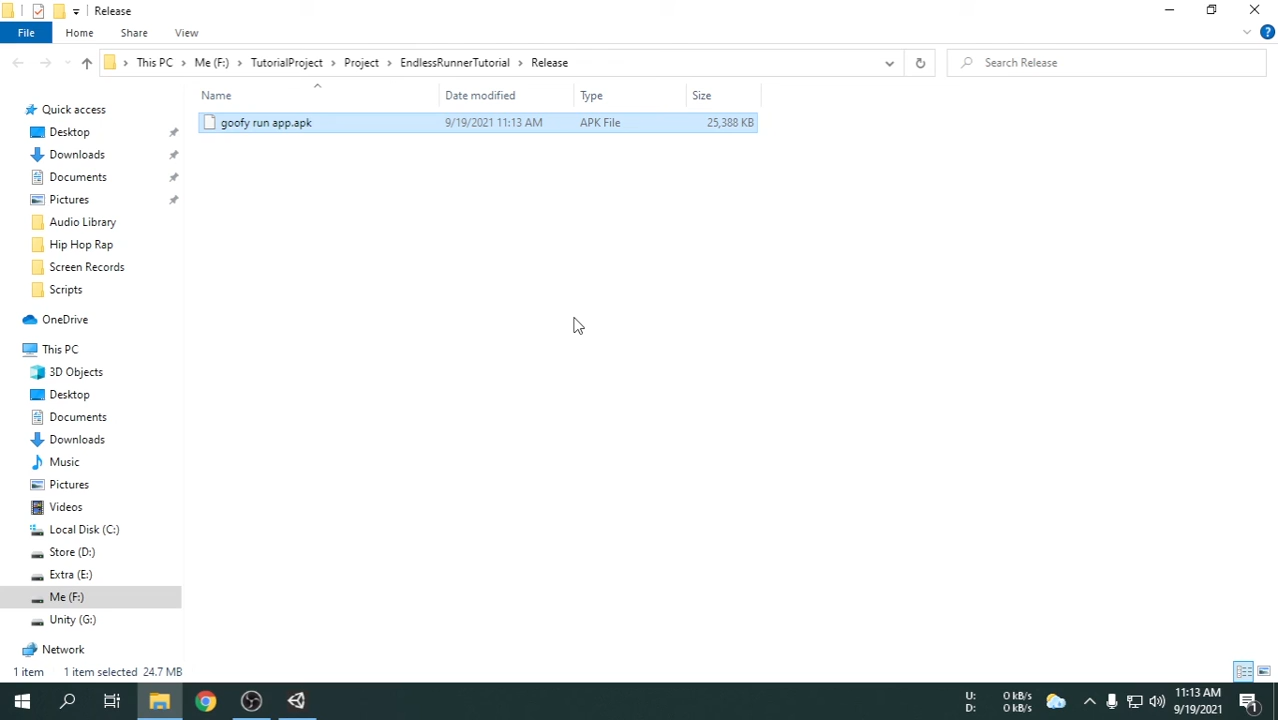 Release
File Home Share View
This PC Me (F:) TutorialProject Project EndlessRunnerTutorial Release
Search Release
Name Date modified Type Size
goofy run app.apk 9/19/2021 11:13 AM APK File 25,388 KB
Quick access
Desktop
Downloads
Documents
Pictures
Audio Library
Hip Hop Rap
Screen Records
Scripts
OneDrive
This PC
3D Objects
Desktop
Documents
Downloads
Music
Pictures
Videos
Local Disk (C:)
Store (D:)
Extra (E:)
Me (F:)
Unity (G:)
Network
1 item 1 item selected 24.7 MB
U: 0 kB/s
D: 0 kB/s
11:13 AM
9/19/2021
1